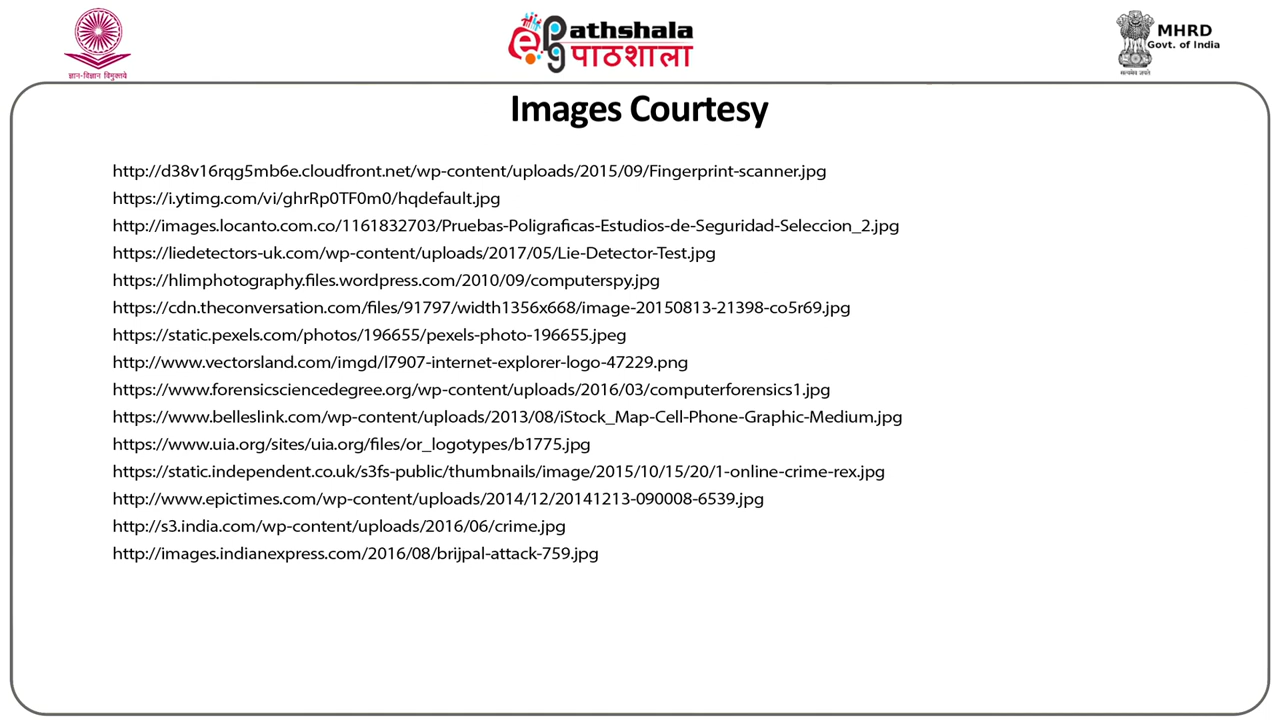 ज्ञान-विज्ञान विमुक्तये
ePathshala
पाठशाला
MHRD
Govt. of India
सत्यमेव जयते
Images Courtesy
http://d38v16rqg5mb6e.cloudfront.net/wp-content/uploads/2015/09/Fingerprint-scanner.jpg
https://i.ytimg.com/vi/ghrRp0TF0m0/hqdefault.jpg
http://images.locanto.com.co/1161832703/Pruebas-Poligraficas-Estudios-de-Seguridad-Seleccion_2.jpg
https://liedetectors-uk.com/wp-content/uploads/2017/05/Lie-Detector-Test.jpg
https://hlimphotography.files.wordpress.com/2010/09/computerspy.jpg
https://cdn.theconversation.com/files/91797/width1356x668/image-20150813-21398-co5r69.jpg
https://static.pexels.com/photos/196655/pexels-photo-196655.jpeg
http://www.vectorsland.com/imgd/l7907-internet-explorer-logo-47229.png
https://www.forensicsciencedegree.org/wp-content/uploads/2016/03/computerforensics1.jpg
https://www.belleslink.com/wp-content/uploads/2013/08/iStock_Map-Cell-Phone-Graphic-Medium.jpg
https://www.uia.org/sites/uia.org/files/or_logotypes/b1775.jpg
https://static.independent.co.uk/s3fs-public/thumbnails/image/2015/10/15/20/1-online-crime-rex.jpg
http://www.epictimes.com/wp-content/uploads/2014/12/20141213-090008-6539.jpg
http://s3.india.com/wp-content/uploads/2016/06/crime.jpg
http://images.indianexpress.com/2016/08/brijpal-attack-759.jpg